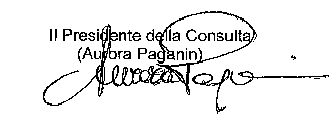 Il Presidente della Consulta
(Aurora Paganin)